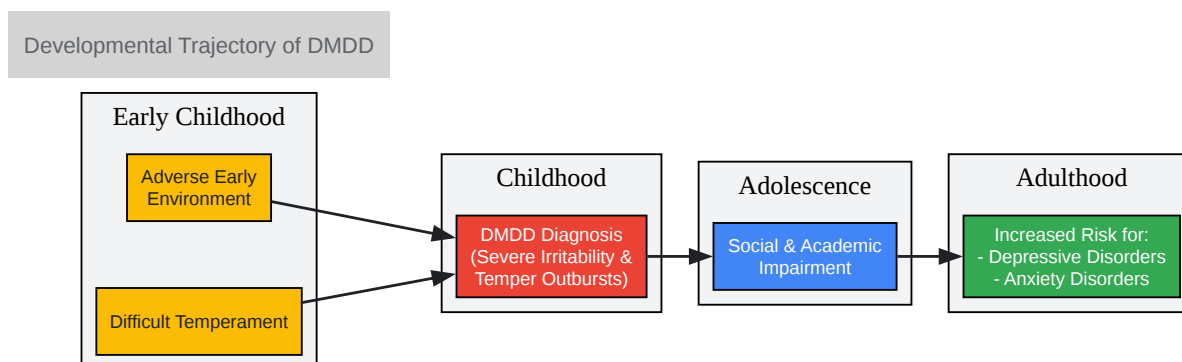 Developmental Trajectory of DMDD
Early Childhood
Adverse Early
Environment
Difficult Temperament
Childhood
DMDD Diagnosis
(Severe Irritability &
Temper Outbursts)
Adolescence
Social & Academic
Impairment
Adulthood
Increased Risk for:
- Depressive Disorders
- Anxiety Disorders